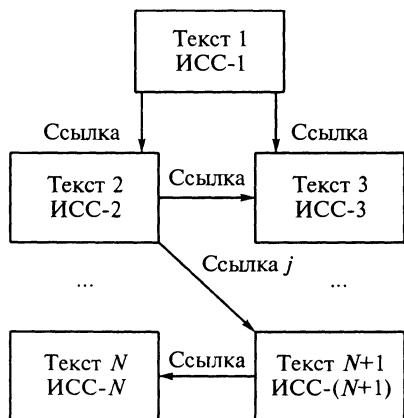 Текст 1
ИСС-1
Ссылка
Ссылка
Текст 2
ИСС-2
Ссылка
Текст 3
ИСС-3
Ссылка j
...
...
Текст N
ИСС-N
Ссылка
Текст N+1
ИСС-(N+1)